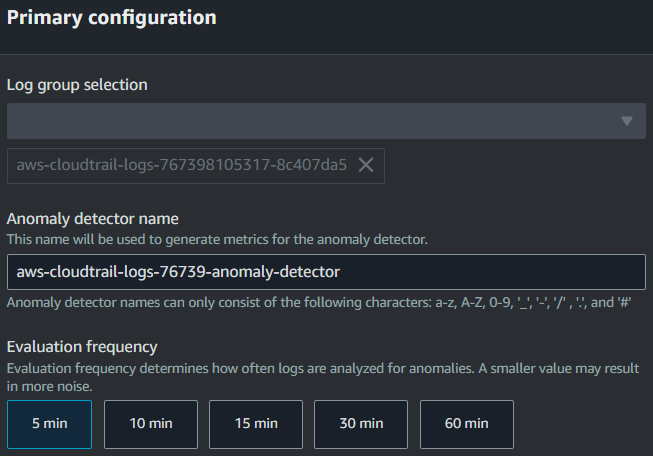 Primary configuration
Log group selection
aws-cloudtrail-logs-767398105317-8c407da5
Anomaly detector name
This name will be used to generate metrics for the anomaly detector.
aws-cloudtrail-logs-76739-anomaly-detector
Anomaly detector names can only consist of the following characters: a-z, A-Z, 0-9, '_', '-', '/' , '.', and '#'
Evaluation frequency
Evaluation frequency determines how often logs are analyzed for anomalies. A smaller value may result
in more noise.
5 min 10 min 15 min 30 min 60 min